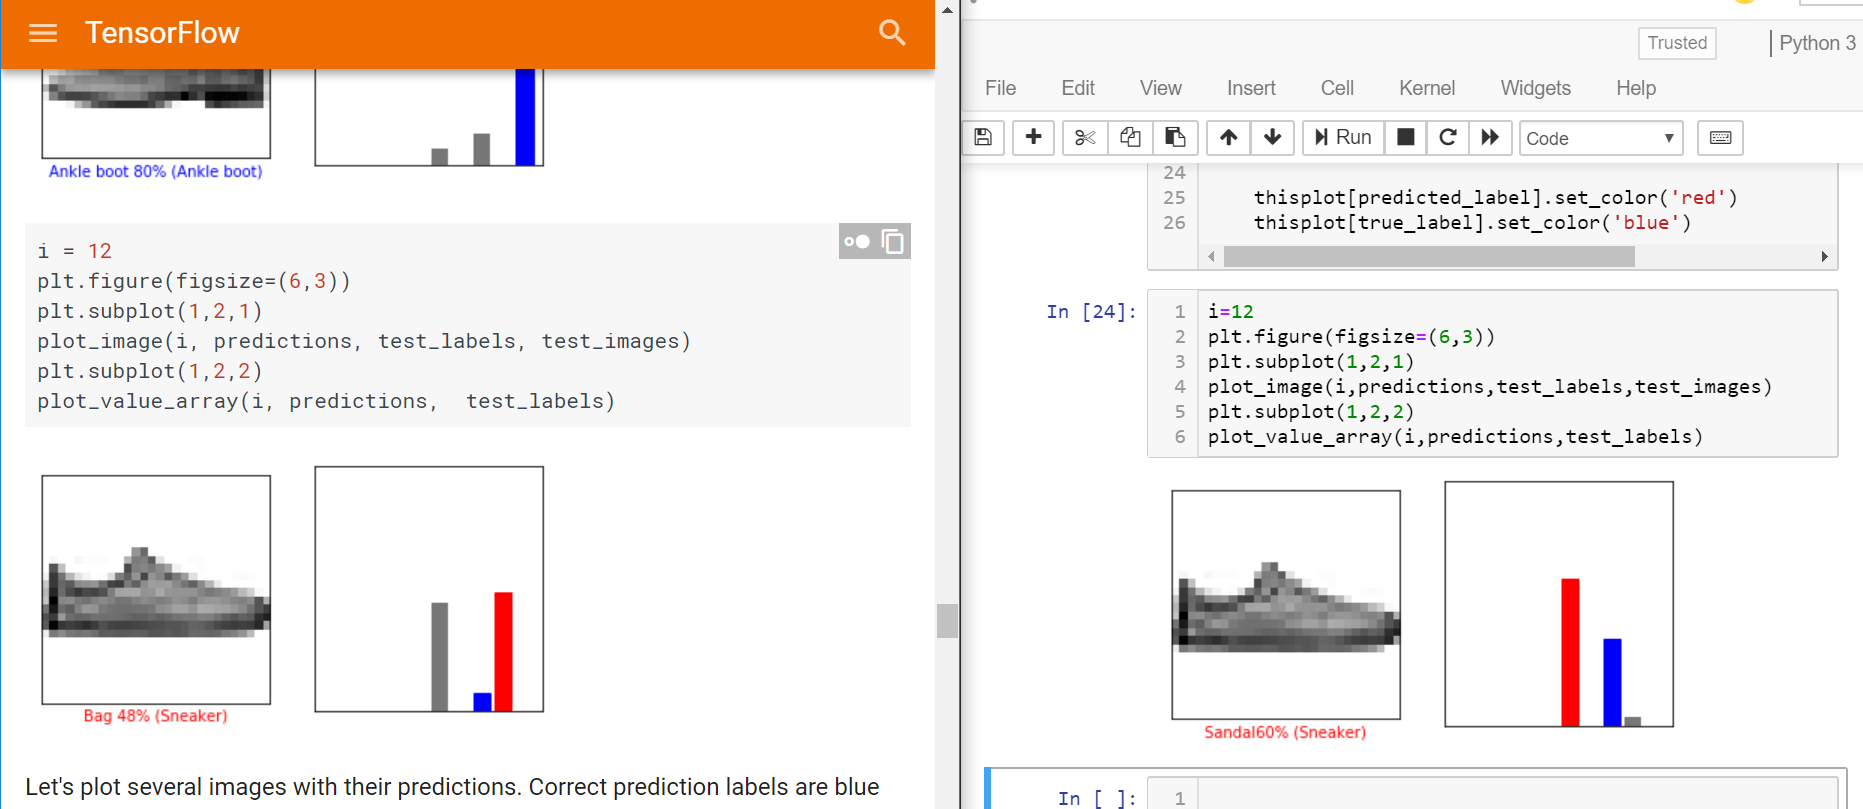 TensorFlow
Ankle boot 80% (Ankle boot)
i = 12
plt.figure(figsize=(6,3))
plt.subplot(1,2,1)
plot_image(i, predictions, test_labels, test_images)
plt.subplot(1,2,2)
plot_value_array(i, predictions,  test_labels)
Bag 48% (Sneaker)
Let's plot several images with their predictions. Correct prediction labels are blue
Trusted
Python 3
File Edit View Insert Cell Kernel Widgets Help
Run
Code
24
25 thisplot[predicted_label].set_color('red')
26 thisplot[true_label].set_color('blue')
In [24]:
1 i=12
2 plt.figure(figsize=(6,3))
3 plt.subplot(1,2,1)
4 plot_image(i,predictions,test_labels,test_images)
5 plt.subplot(1,2,2)
6 plot_value_array(i,predictions,test_labels)
Sandal60% (Sneaker)
In [ ]: 1